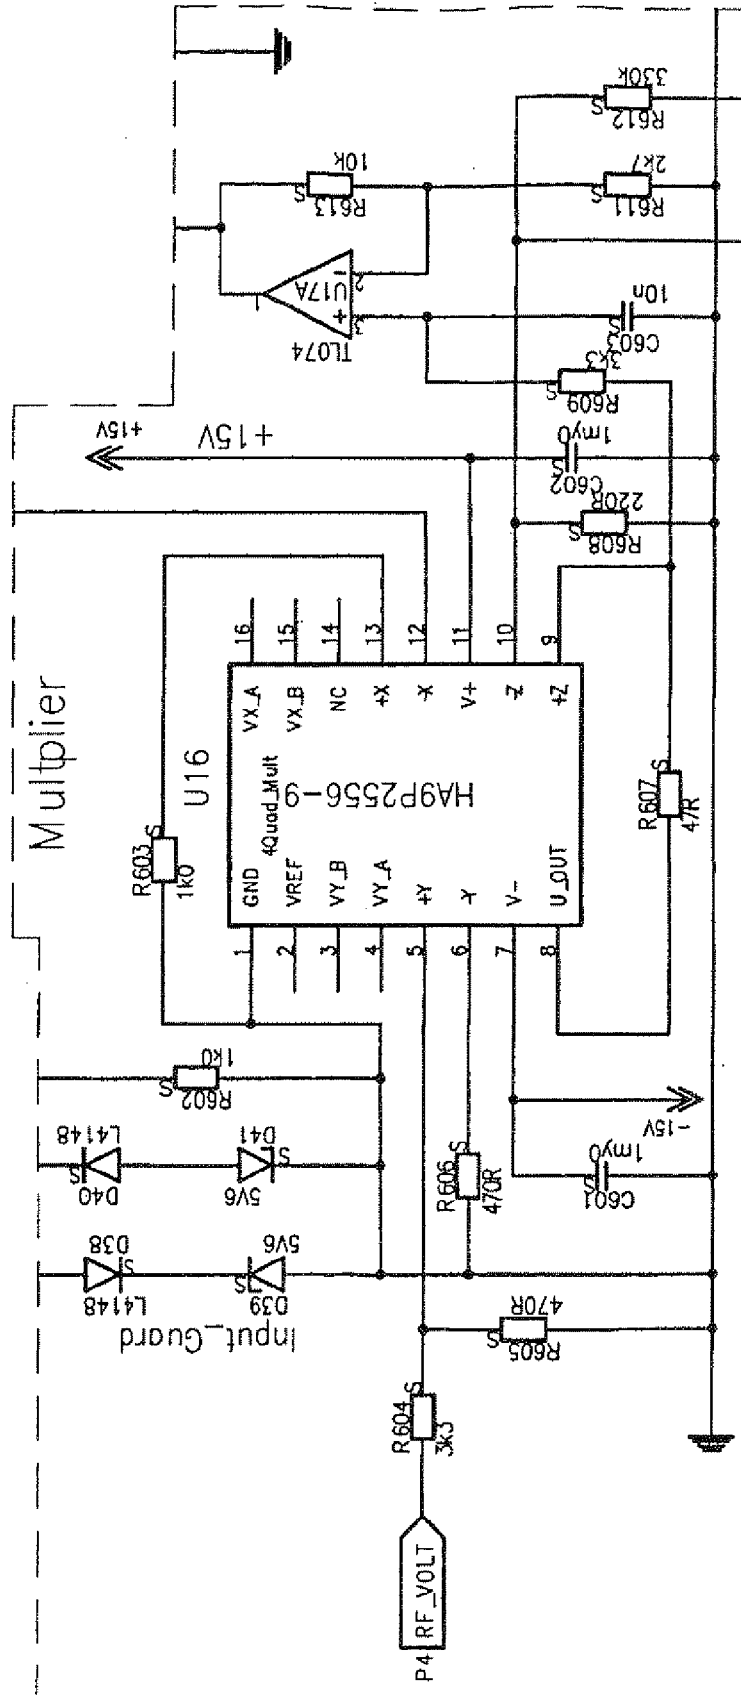 330k
S
R612
10k
S
R613
2k7
S
R611
2
-
U17A
1
+
3
TL074
10n
S
C603
3k3
S
R609
+15V
+15V
1my0
S
C602
220R
S
R608
Multplier
U16
R603
S
1k0
16
15
14
13
12
11
10
9
VX_A
VX_B
NC
+X
-X
V+
-Z
+Z
4Quad_Mult
HA9P2556-9
GND
VREF
VY_B
VY_A
+Y
-Y
V-
U_OUT
1
2
3
4
5
6
7
8
R607
S
47R
1k0
S
R602
L4148
S
D40
D41
S
5V6
D38
S
L4148
5V6
S
D39
Input_Guard
R606
S
470R
-15V
1my0
S
C601
470R
S
R605
R604
S
3k3
P4
RF_VOLT